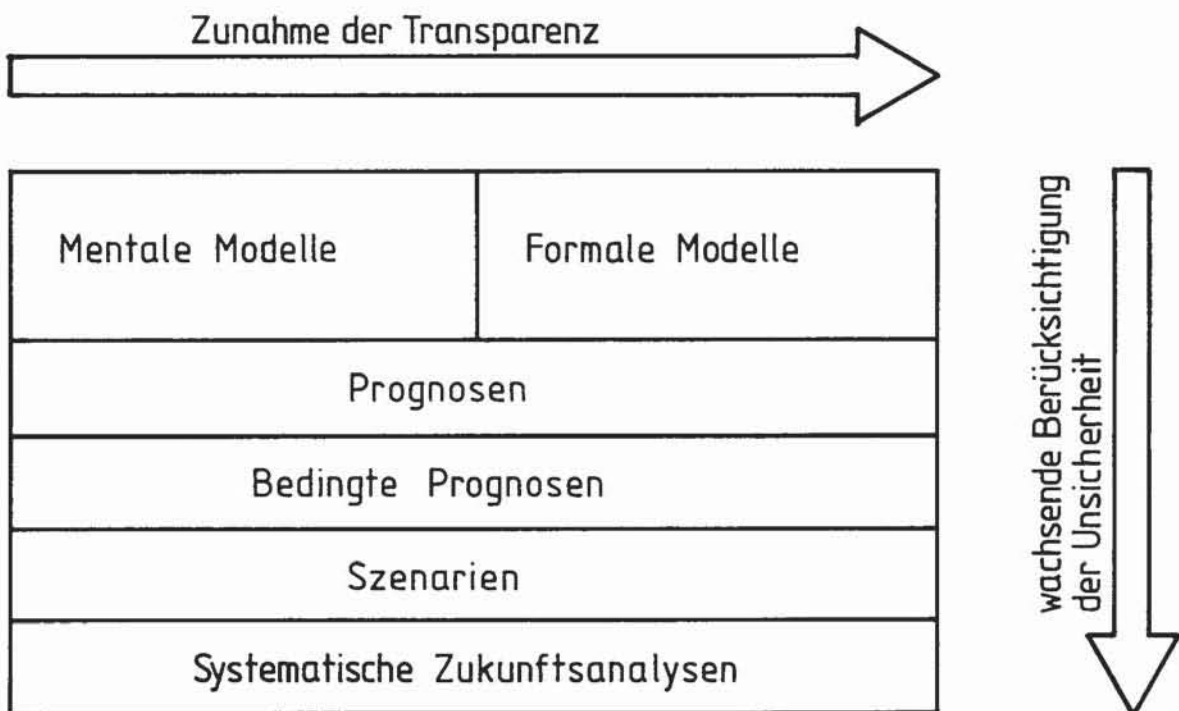 Zunahme der Transparenz
Mentale Modelle
Formale Modelle
Prognosen
Bedingte Prognosen
Szenarien
Systematische Zukunftsanalysen
wachsende Berücksichtigung
der Unsicherheit